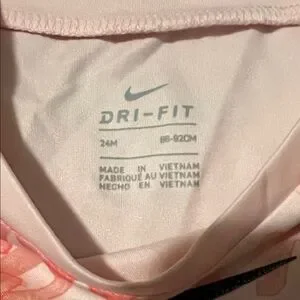 DRI-FIT
24M 86-92CM
MADE IN VIETNAM
FABRIQUÉ AU VIETNAM
HECHO EN VIETNAM